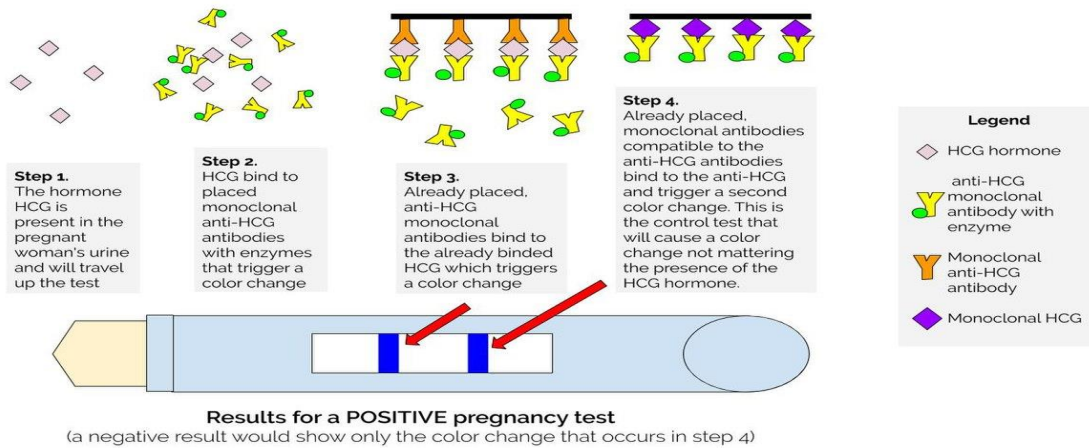 Step 1.
The hormone
HCG is
present in the
pregnant
woman's urine
and will travel
up the test
Step 2.
HCG bind to
placed
monoclonal
anti-HCG
antibodies
with enzymes
that trigger a
color change
Step 3.
Already placed,
anti-HCG
monoclonal
antibodies bind to
the already binded
HCG which triggers
a color change
Step 4.
Already placed,
monoclonal antibodies
compatible to the
anti-HCG antibodies
bind to the anti-HCG
and trigger a second
color change. This is
the control test that
will cause a color
change not mattering
the presence of the
HCG hormone.
Legend
HCG hormone
anti-HCG
monoclonal
antibody with
enzyme
Monoclonal
anti-HCG
antibody
Monoclonal HCG
Results for a POSITIVE pregnancy test
(a negative result would show only the color change that occurs in step 4)